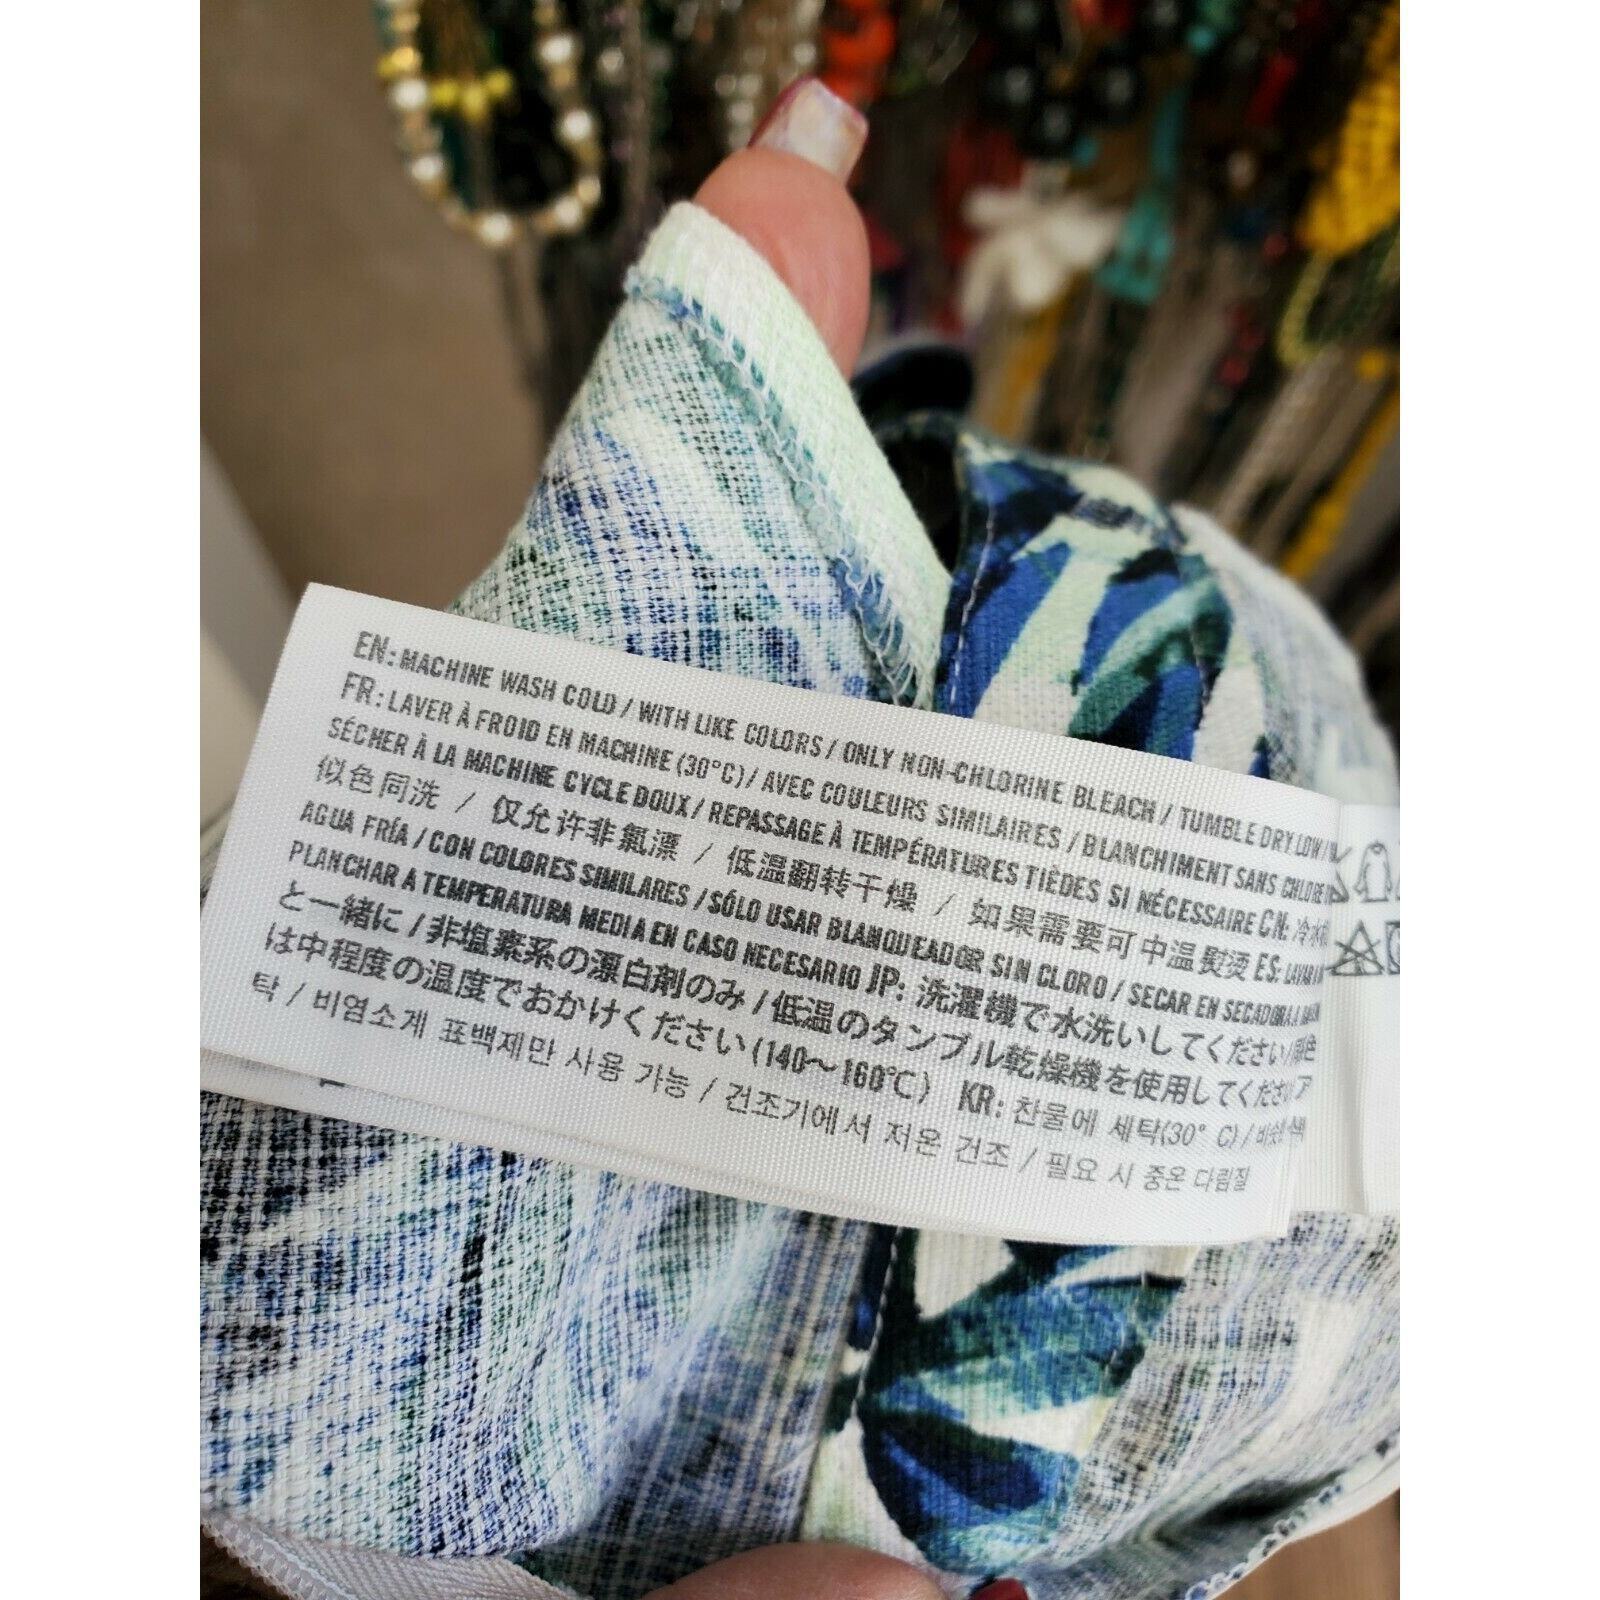 EN: MACHINE WASH COLD / WITH LIKE COLORS / ONLY NON-CHLORINE BLEACH / TUMBLE DRY LOW /
FR: LAVER À FROID EN MACHINE (30°C) / AVEC COULEURS SIMILAIRES / BLANCHIMENT SANS CHLORE
SÉCHER À LA MACHINE CYCLE DOUX / REPASSAGE À TEMPÉRATURES TIÈDES SI NÉCESSAIRE CN: 冷水
似色同洗 / 仅允许非氯漂 / 低温翻转干燥 / 如果需要可中温熨烫 ES: LAVAR
AGUA FRÍA / CON COLORES SIMILARES / SÓLO USAR BLANQUEADOR SIN CLORO / SECAR EN SECADORA A
PLANCHAR A TEMPERATURA MEDIA EN CASO NECESARIO JP: 洗濯機で水洗いしてください/
と一緒に / 非塩素系の漂白剤のみ / 低温のタンブル乾燥機を使用してください ア
は中程度の温度でおかけください (140～160℃) KR: 찬물에 세탁(30° C) / 비슷한
탁 / 비염소계 표백제만 사용 가능 / 건조기에서 저온 건조 / 필요 시 중온 다림질